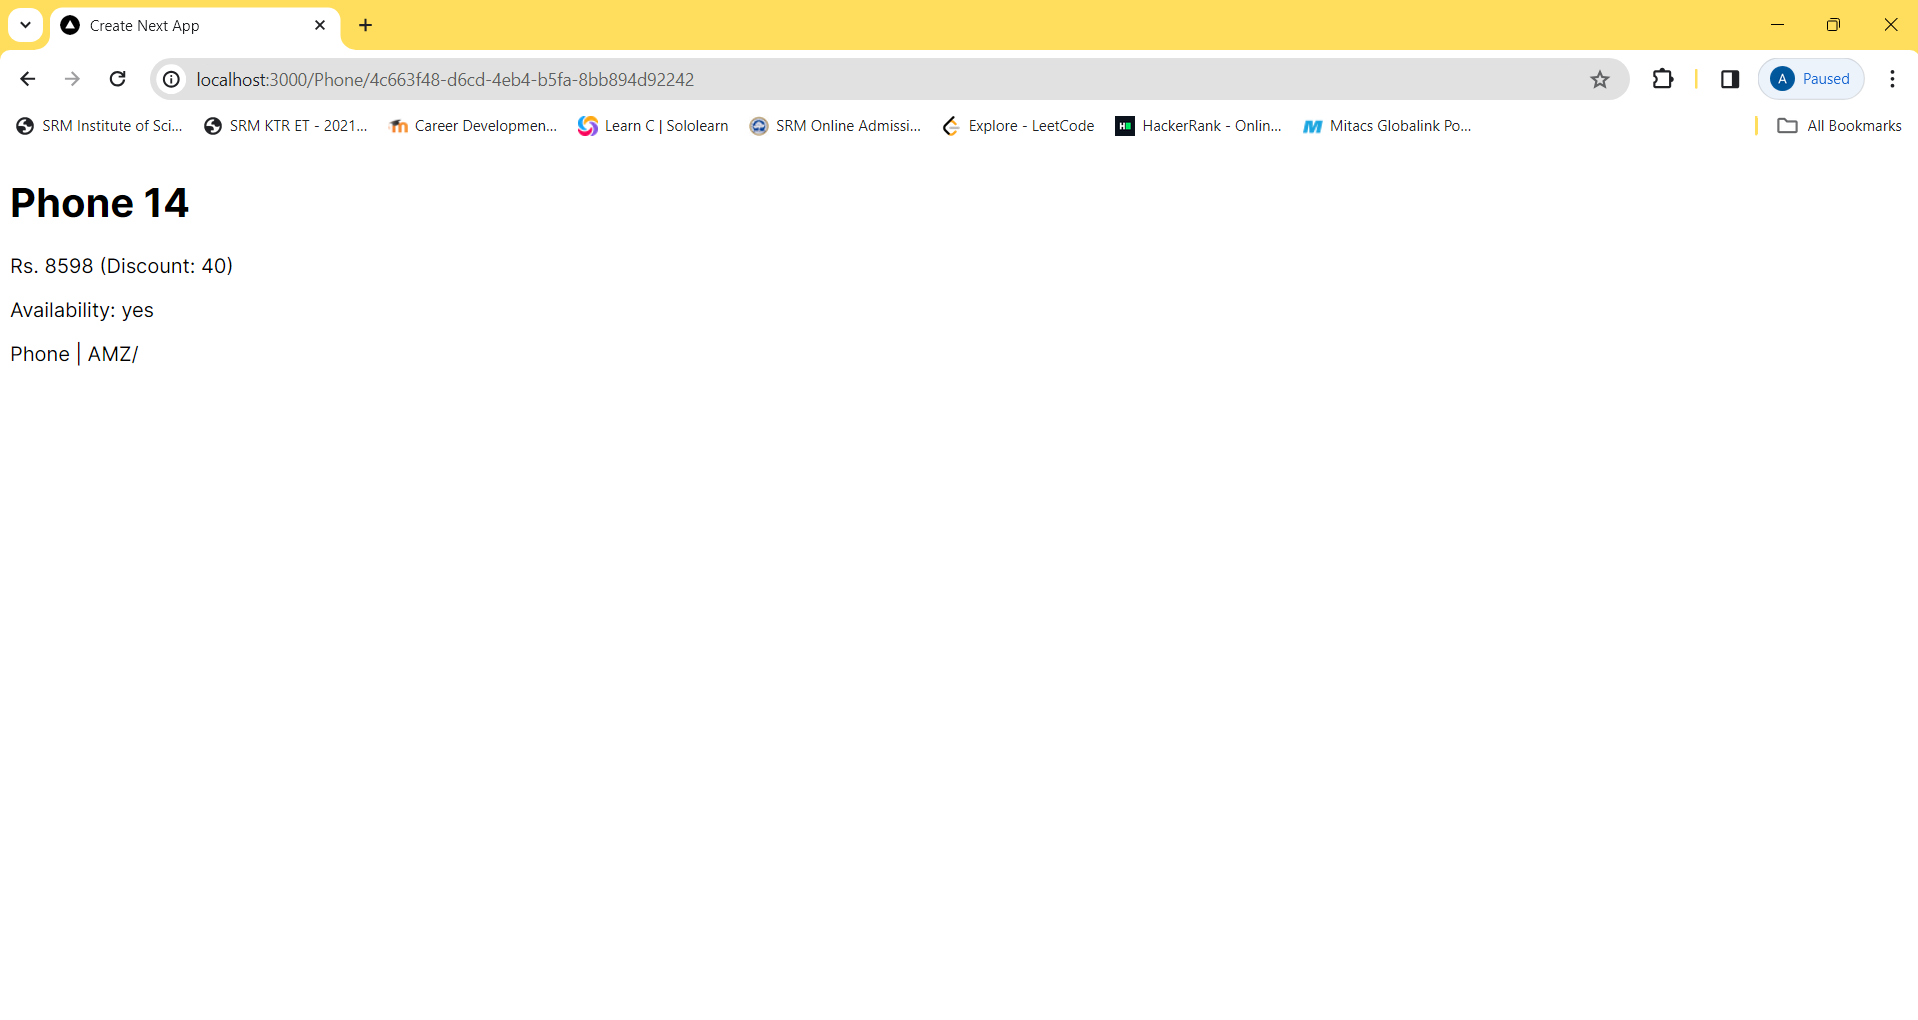 Create Next App
localhost:3000/Phone/4c663f48-d6cd-4eb4-b5fa-8bb894d92242
A Paused
SRM Institute of Sci... SRM KTR ET - 2021... Career Developmen... Learn C | Sololearn SRM Online Admissi... Explore - LeetCode HackerRank - Onlin... Mitacs Globalink Po... All Bookmarks
Phone 14
Rs. 8598 (Discount: 40)
Availability: yes
Phone | AMZ/